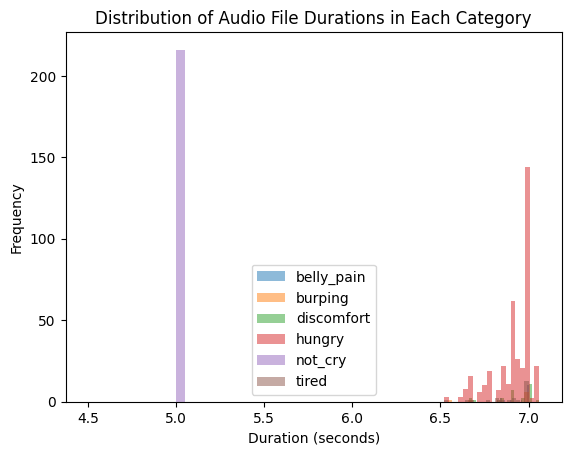 Distribution of Audio File Durations in Each Category
200
150
100
50
0
Frequency
belly_pain
burping
discomfort
hungry
not_cry
tired
4.5 5.0 5.5 6.0 6.5 7.0
Duration (seconds)